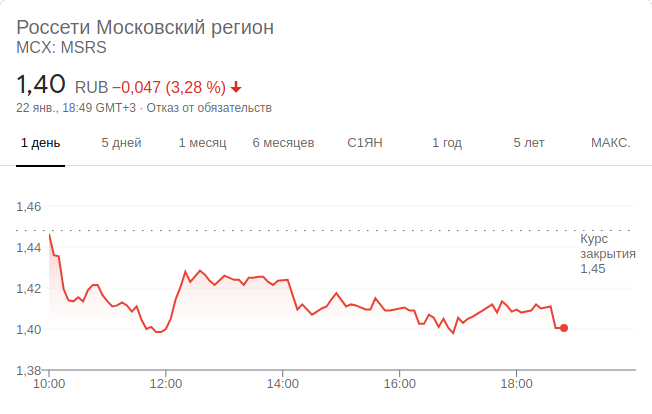 Россети Московский регион
MCX: MSRS
1,40 RUB −0,047 (3,28 %)
22 янв., 18:49 GMT+3 · Отказ от обязательств
1 день 5 дней 1 месяц 6 месяцев С1ЯН 1 год 5 лет МАКС.
1,46
1,44
1,42
1,40
1,38
Курс
закрытия
1,45
10:00 12:00 14:00 16:00 18:00